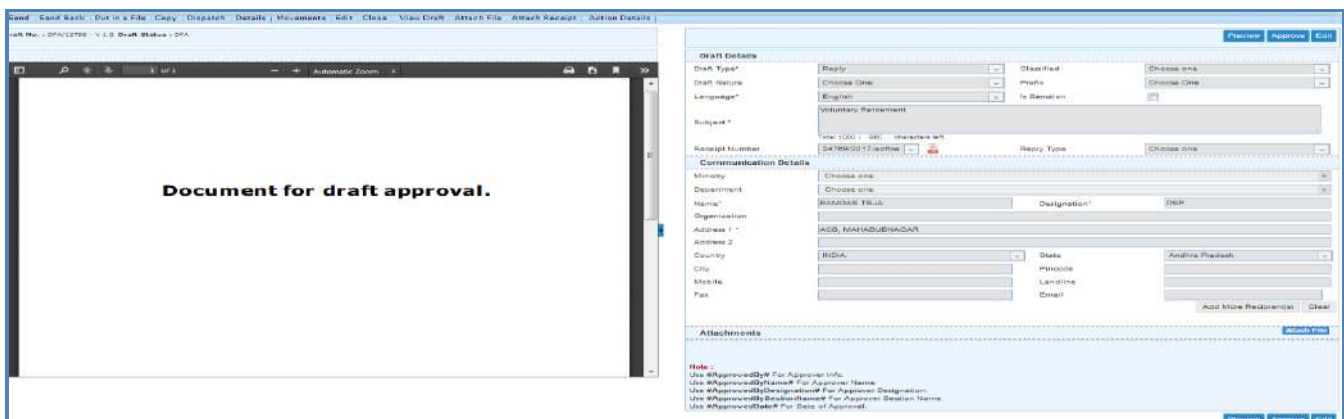 Send Send Back Put in a File Copy Dispatch Details Movements Edit Close View Draft Attach File Attach Receipt Action Details
Draft Status - DFA
Preview Approve Edit
Draft Details
Draft Type* Reply Classified Choose one
Draft Nature Choose One Prefix Choose One
Language* English
Voluntary Retirement
Subject *
characters left.
Receipt Number Reply Type Choose one
Communication Details
Ministry Choose one
Department Choose one
Name* Designation* DSP
Organization
Address 1 * ACB, MAHABUBNAGAR
Address 2
Country INDIA State Andhra Pradesh
City Pincode
Mobile Landline
Fax Email
Add More Recipient(s) Clear
Attachments Attach File
1 of 1 Automatic Zoom
Document for draft approval.
Note :
Use #ApprovedBy# For Approver Info.
Use #ApprovedByName# For Approver Name
Use #ApprovedByDesignation# For Approver Designation.
Use #ApprovedBySectionName# For Approver Section Name.
Use #ApprovedDate# For Date of Approval.